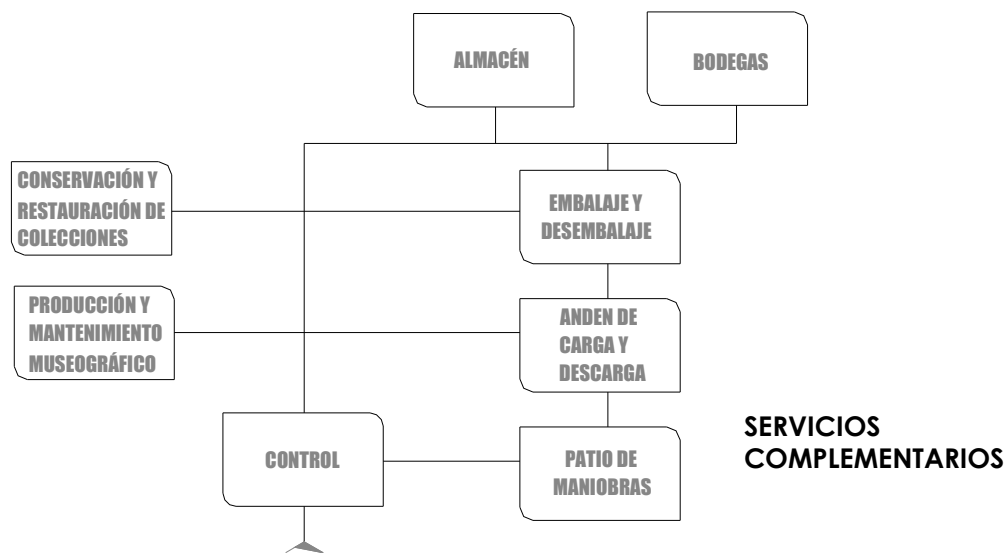 ALMACÉN
BODEGAS
CONSERVACIÓN Y
RESTAURACIÓN DE
COLECCIONES
EMBALAJE Y
DESEMBALAJE
PRODUCCIÓN Y
MANTENIMIENTO
MUSEOGRÁFICO
ANDEN DE
CARGA Y
DESCARGA
CONTROL
PATIO DE
MANIOBRAS
SERVICIOS
COMPLEMENTARIOS